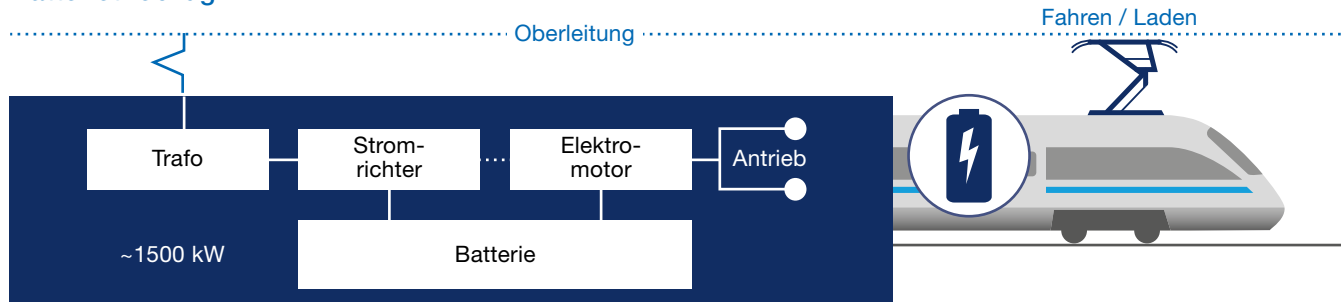 Fahren / Laden
Oberleitung
Trafo
Strom-
richter
Elektro-
motor
Antrieb
~1500 kW
Batterie